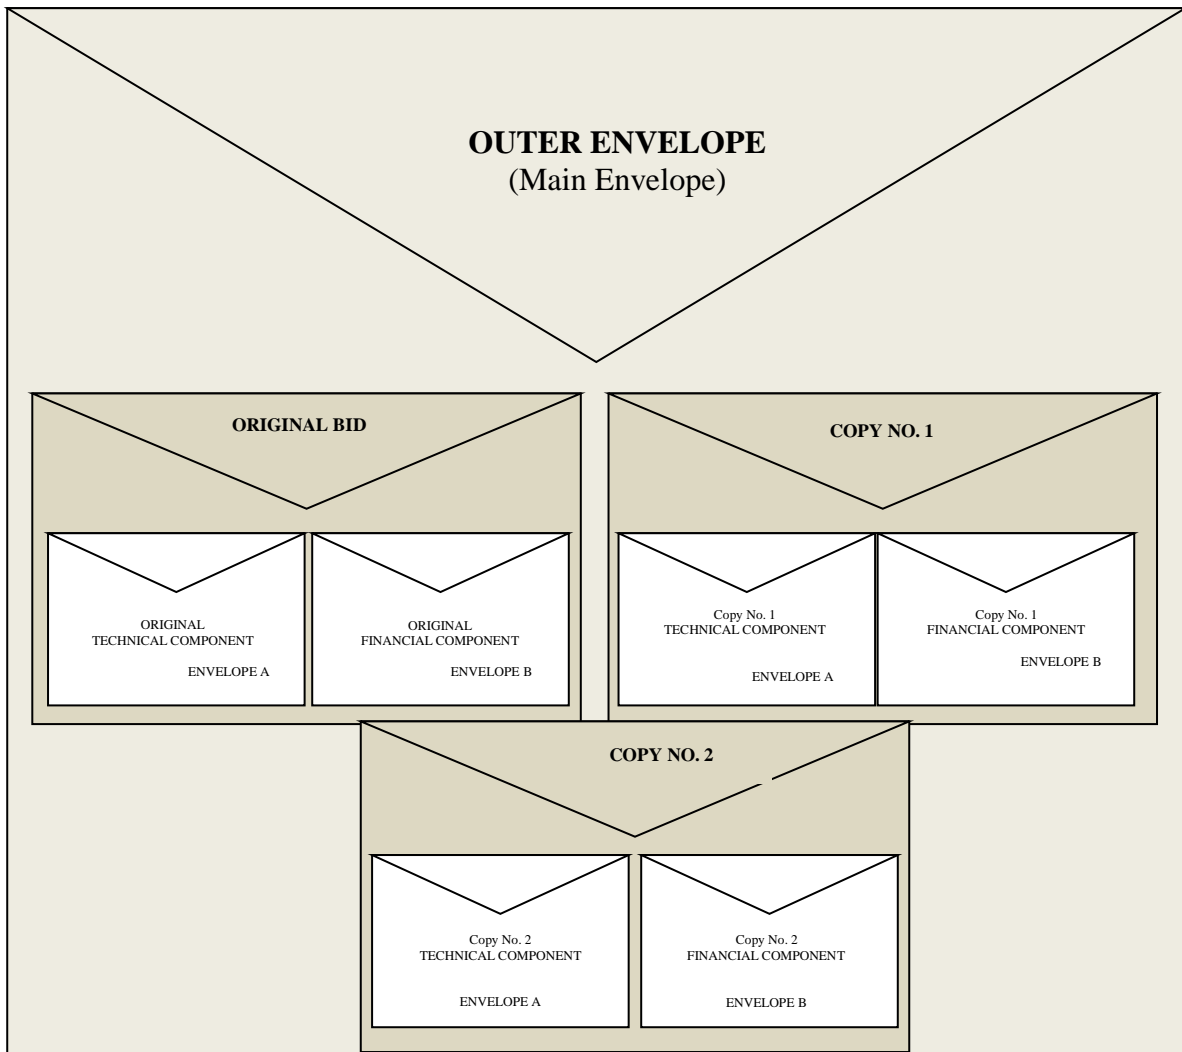 OUTER ENVELOPE
(Main Envelope)
ORIGINAL BID
ORIGINAL
TECHNICAL COMPONENT
ENVELOPE A
ORIGINAL
FINANCIAL COMPONENT
ENVELOPE B
COPY NO. 1
Copy No. 1
TECHNICAL COMPONENT
ENVELOPE A
Copy No. 1
FINANCIAL COMPONENT
ENVELOPE B
COPY NO. 2
Copy No. 2
TECHNICAL COMPONENT
ENVELOPE A
Copy No. 2
FINANCIAL COMPONENT
ENVELOPE B